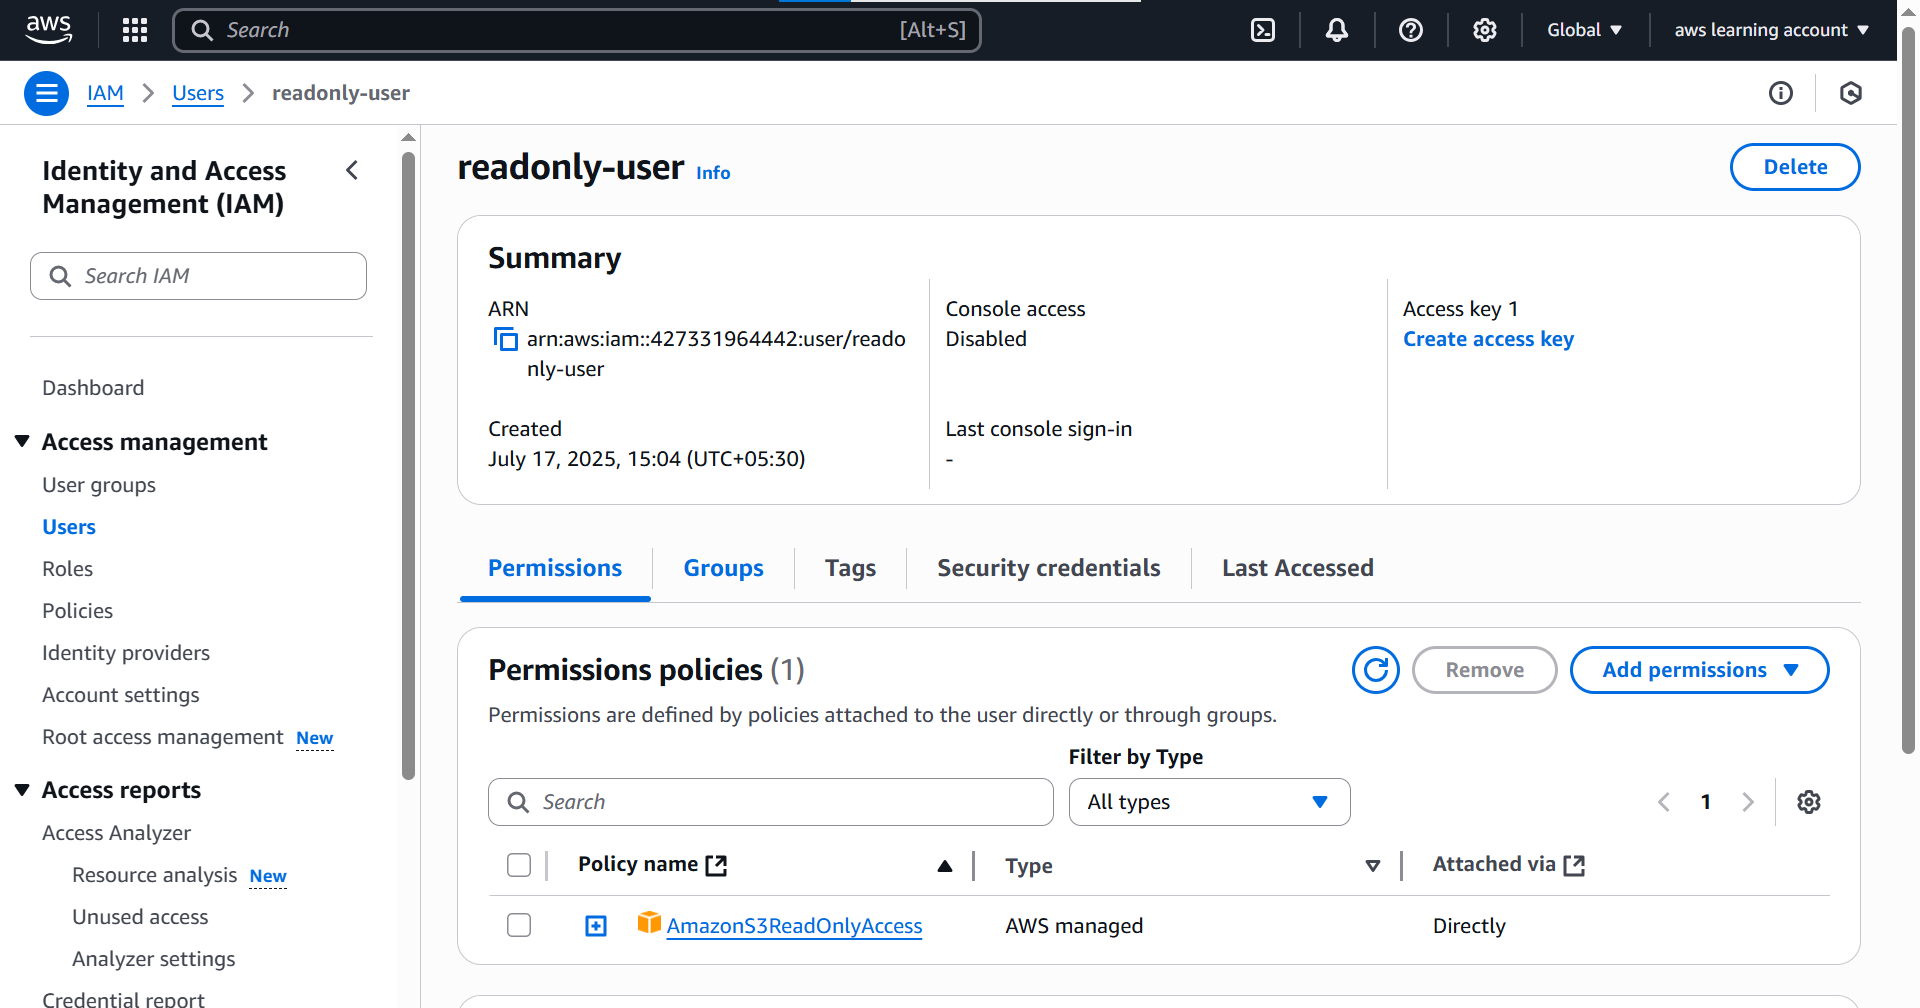 aws
Search
[Alt+S]
Global
aws learning account
IAM
Users
readonly-user
Identity and Access
Management (IAM)
Search IAM
Dashboard
Access management
User groups
Users
Roles
Policies
Identity providers
Account settings
Root access management New
Access reports
Access Analyzer
Resource analysis New
Unused access
Analyzer settings
Credential report
readonly-user Info
Delete
Summary
ARN
arn:aws:iam::427331964442:user/reado
nly-user
Created
July 17, 2025, 15:04 (UTC+05:30)
Console access
Disabled
Last console sign-in
-
Access key 1
Create access key
Permissions
Groups
Tags
Security credentials
Last Accessed
Permissions policies (1)
Remove
Add permissions
Permissions are defined by policies attached to the user directly or through groups.
Filter by Type
Search
All types
1
Policy name
Type
Attached via
AmazonS3ReadOnlyAccess
AWS managed
Directly